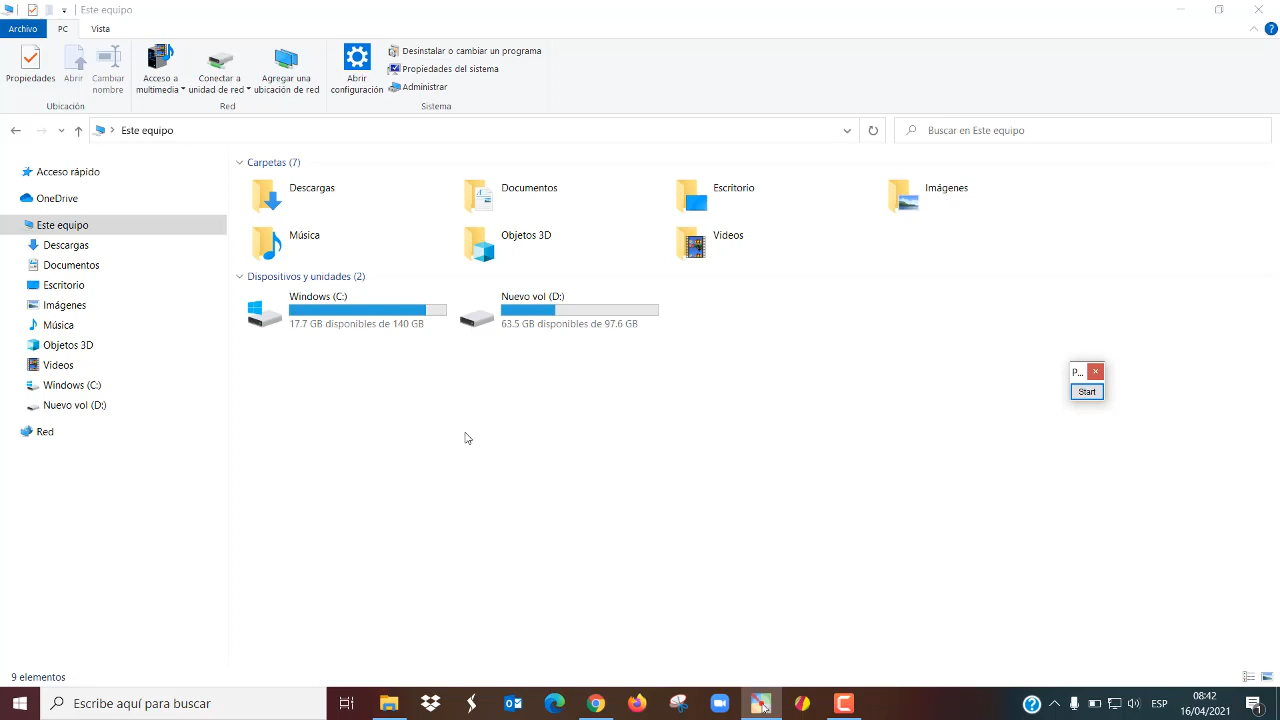 Este equipo
Archivo
PC
Vista
Propiedades
Abrir
Cambiar
nombre
Ubicación
Acceso a
multimedia
Conectar a
unidad de red
Agregar una
ubicación de red
Red
Abrir
configuración
Desinstalar o cambiar un programa
Propiedades del sistema
Administrar
Sistema
Este equipo
Buscar en Este equipo
Acceso rápido
OneDrive
Este equipo
Descargas
Documentos
Escritorio
Imágenes
Música
Objetos 3D
Videos
Windows (C:)
Nuevo vol (D:)
Red
Carpetas (7)
Descargas
Documentos
Escritorio
Imágenes
Música
Objetos 3D
Videos
Dispositivos y unidades (2)
Windows (C:)
17.7 GB disponibles de 140 GB
Nuevo vol (D:)
63.5 GB disponibles de 97.6 GB
P...
Start
9 elementos
Escribe aquí para buscar
ESP
08:42
16/04/2021
1